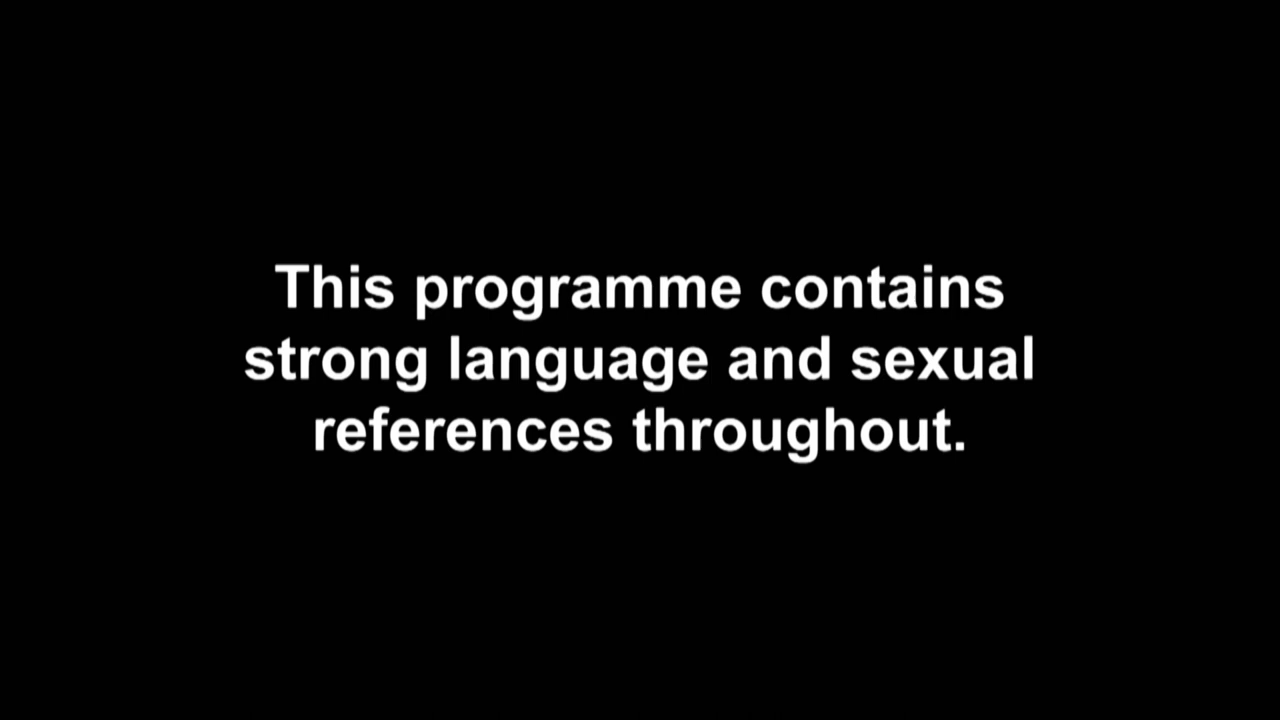 This programme contains
strong language and sexual
references throughout.